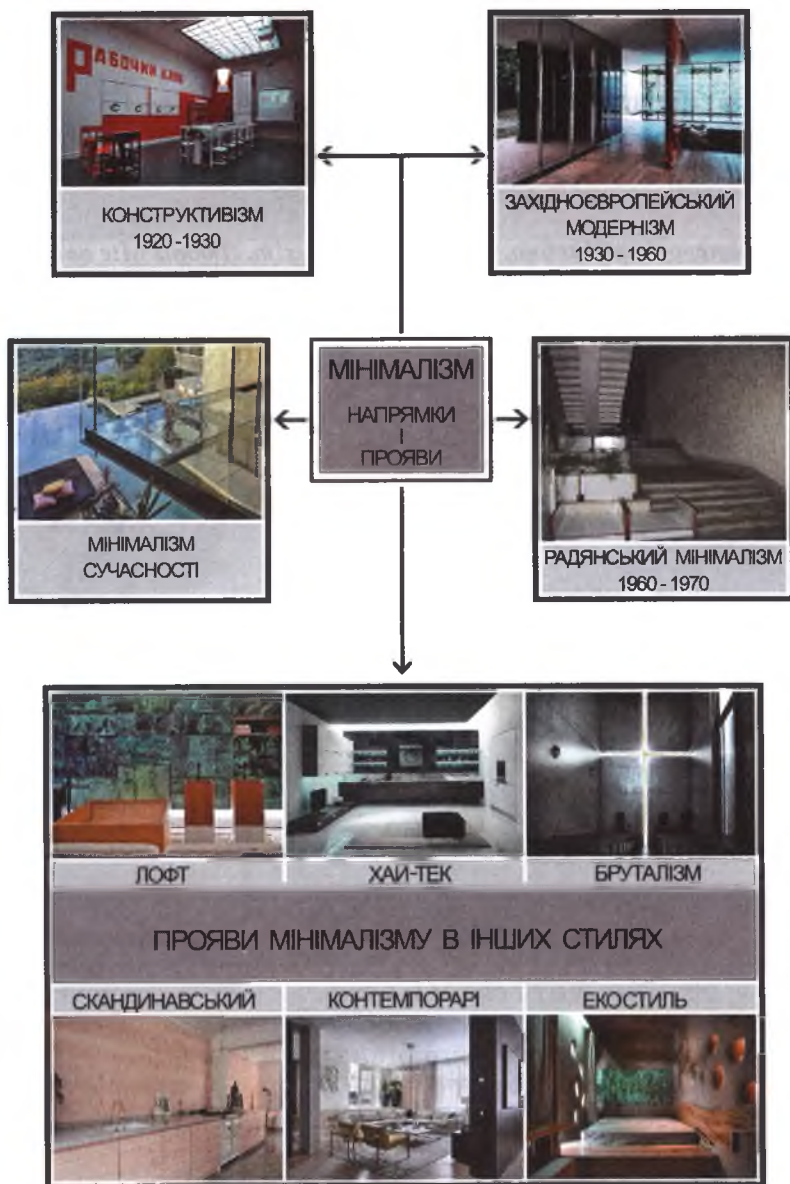 РАБОЧИЙ КЛУБ
КОНСТРУКТИВІЗМ
1920 - 1930
ЗАХІДНОЄВРОПЕЙСЬКИЙ
МОДЕРНІЗМ
1930 - 1960
МІНІМАЛІЗМ
НАПРЯМКИ
І
ПРОЯВИ
МІНІМАЛІЗМ
СУЧАСНОСТІ
РАДЯНСЬКИЙ МІНІМАЛІЗМ
1960 - 1970
ЛОФТ
ХАЙ-ТЕК
БРУТАЛІЗМ
ПРОЯВИ МІНІМАЛІЗМУ В ІНШИХ СТИЛЯХ
СКАНДИНАВСЬКИЙ
КОНТЕМПОРАРІ
ЕКОСТИЛЬ